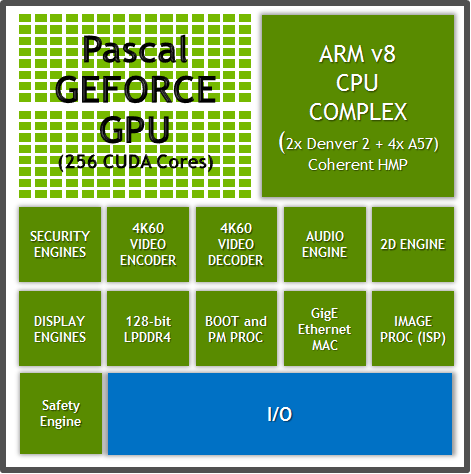 Pascal
GEFORCE
GPU
(256 CUDA Cores)
ARM v8
CPU
COMPLEX
(2x Denver 2 + 4x A57)
Coherent HMP
SECURITY
ENGINES
4K60
VIDEO
ENCODER
4K60
VIDEO
DECODER
AUDIO
ENGINE
2D ENGINE
DISPLAY
ENGINES
128-bit
LPDDR4
BOOT and
PM PROC
GigE
Ethernet
MAC
IMAGE
PROC (ISP)
Safety
Engine
I/O